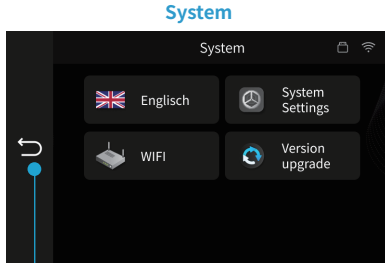 System
System
Englisch
System
Settings
WIFI
Version
upgrade